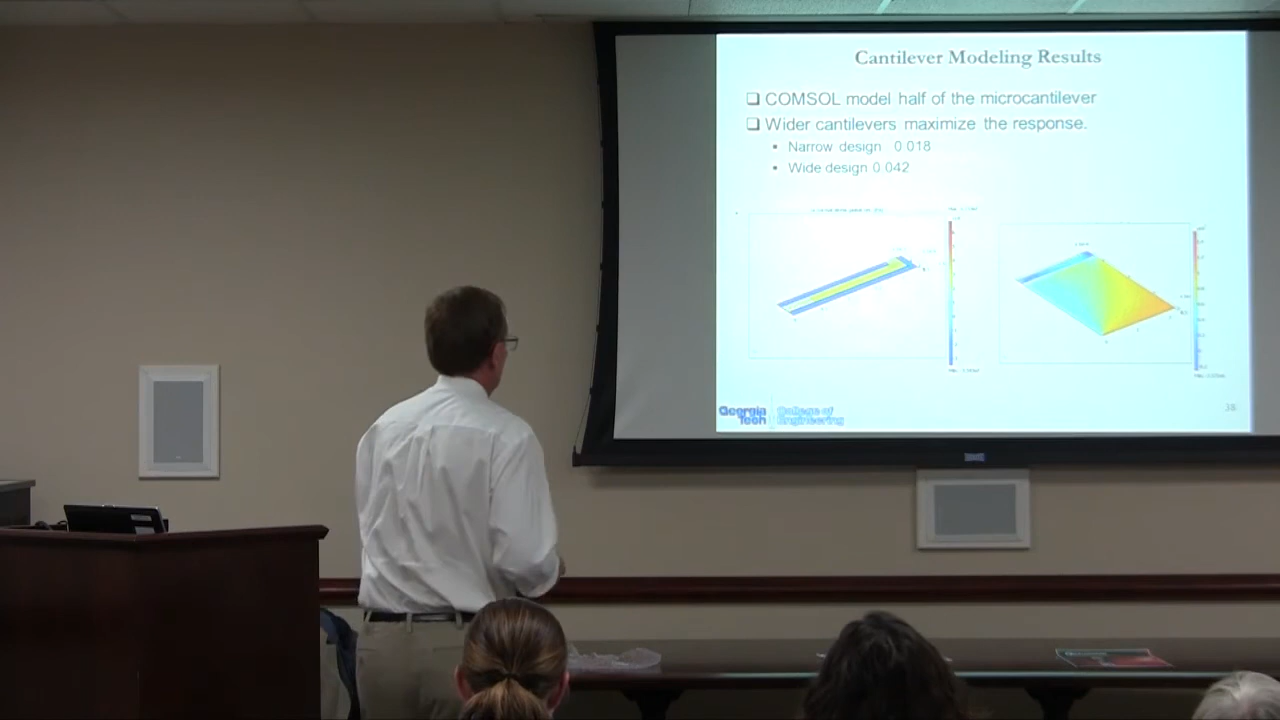 Cantilever Modeling Results
❑ COMSOL model half of the microcantilever
❑ Wider cantilevers maximize the response.
▪ Narrow design 0.018
▪ Wide design 0.042
Georgia Tech
College of Engineering
38